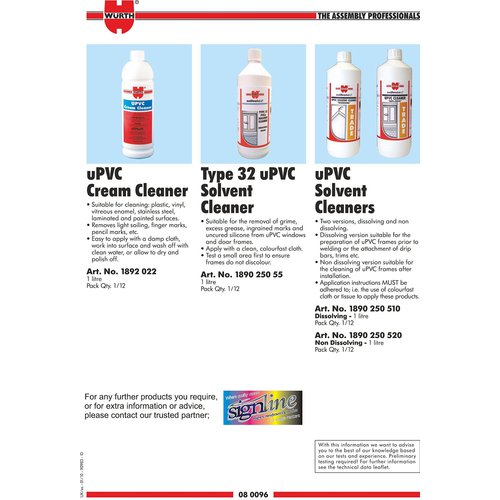 WÜRTH
THE ASSEMBLY PROFESSIONALS
UPVC
Cream Cleaner
TRADE
TRADE
uPVC
Cream Cleaner
• Suitable for cleaning: plastic, vinyl,
vitreous enamel, stainless steel,
laminated and painted surfaces.
• Removes light soiling, finger marks,
pencil marks, etc.
• Easy to apply with a damp cloth,
work into surface and wash off with
clean water, or allow to dry and
polish off.
Art. No. 1892 022
1 litre
Pack Qty. 1/12
Type 32 uPVC
Solvent
Cleaner
• Suitable for the removal of grime,
excess grease, ingrained marks and
uncured silicone from uPVC windows
and door frames.
• Apply with a clean, colourfast cloth.
• Test a small area first to ensure
frames do not discolour.
Art. No. 1890 250 55
1 litre
Pack Qty. 1/12
uPVC
Solvent
Cleaners
• Two versions, dissolving and non
dissolving.
• Dissolving version suitable for the
preparation of uPVC frames prior to
welding or the attachment of drip
bars, trims etc.
• Non dissolving version suitable for
the cleaning of uPVC frames after
installation.
• Application instructions MUST be
adhered to; i.e. the use of colourfast
cloth or tissue to apply these products.
Art. No. 1890 250 510
Dissolving - 1 litre
Pack Qty. 1/12
Art. No. 1890 250 520
Non Dissolving - 1 litre
Pack Qty. 1/12
For any further products you require,
or for extra information or advice,
please contact our trusted partner;
signline
With this information we want to advise
you to the best of our knowledge based
on our tests and experience. Preliminary
testing required! For further information
see the technical data leaflet.
08 0096